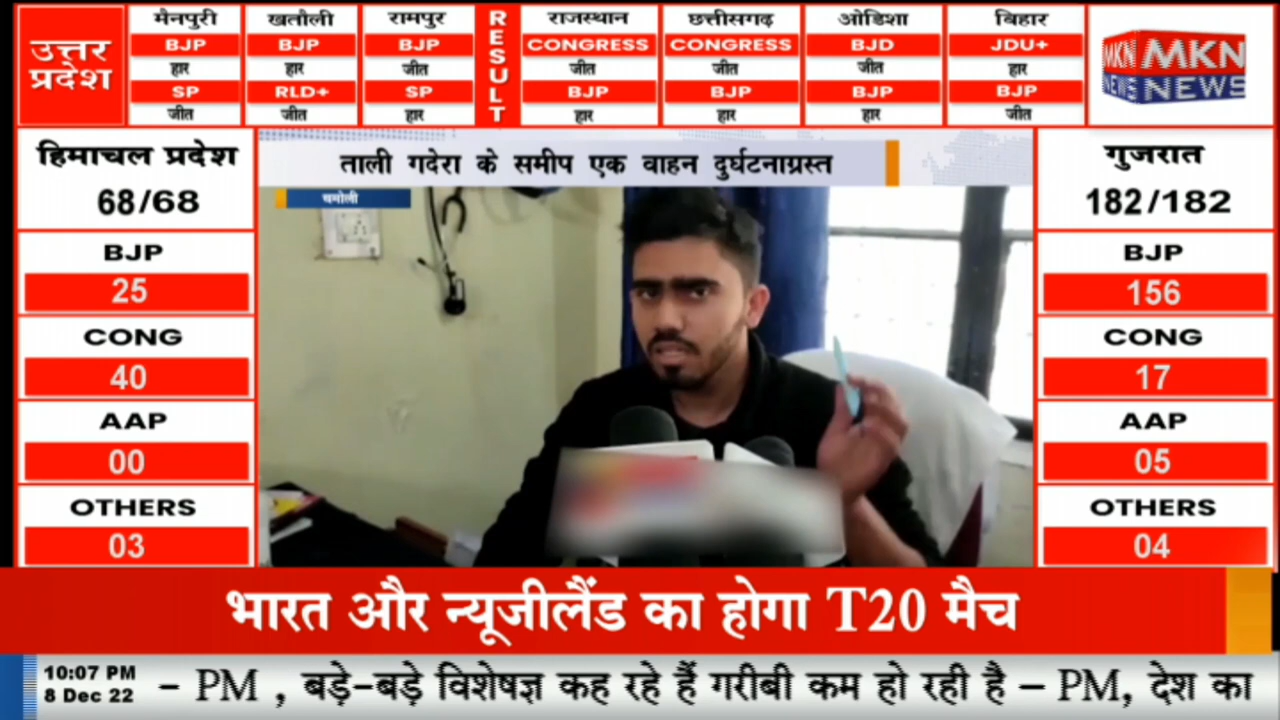 उत्तर
प्रदेश
मैनपुरी
BJP
हार
SP
जीत
खतौली
BJP
हार
RLD+
जीत
रामपुर
BJP
जीत
SP
हार
RESULT
राजस्थान
CONGRESS
जीत
BJP
हार
छत्तीसगढ़
CONGRESS
जीत
BJP
हार
ओडिशा
BJD
जीत
BJP
हार
बिहार
JDU+
हार
BJP
जीत
MKN MKN
NEWS NEWS
हिमाचल प्रदेश
68/68
BJP
25
CONG
40
AAP
00
OTHERS
03
ताली गदेरा के समीप एक वाहन दुर्घटनाग्रस्त
चमोली
गुजरात
182/182
BJP
156
CONG
17
AAP
05
OTHERS
04
भारत और न्यूजीलैंड का होगा T20 मैच
10:07 PM
8 Dec 22
– PM , बड़े-बड़े विशेषज्ञ कह रहे हैं गरीबी कम हो रही है – PM, देश का